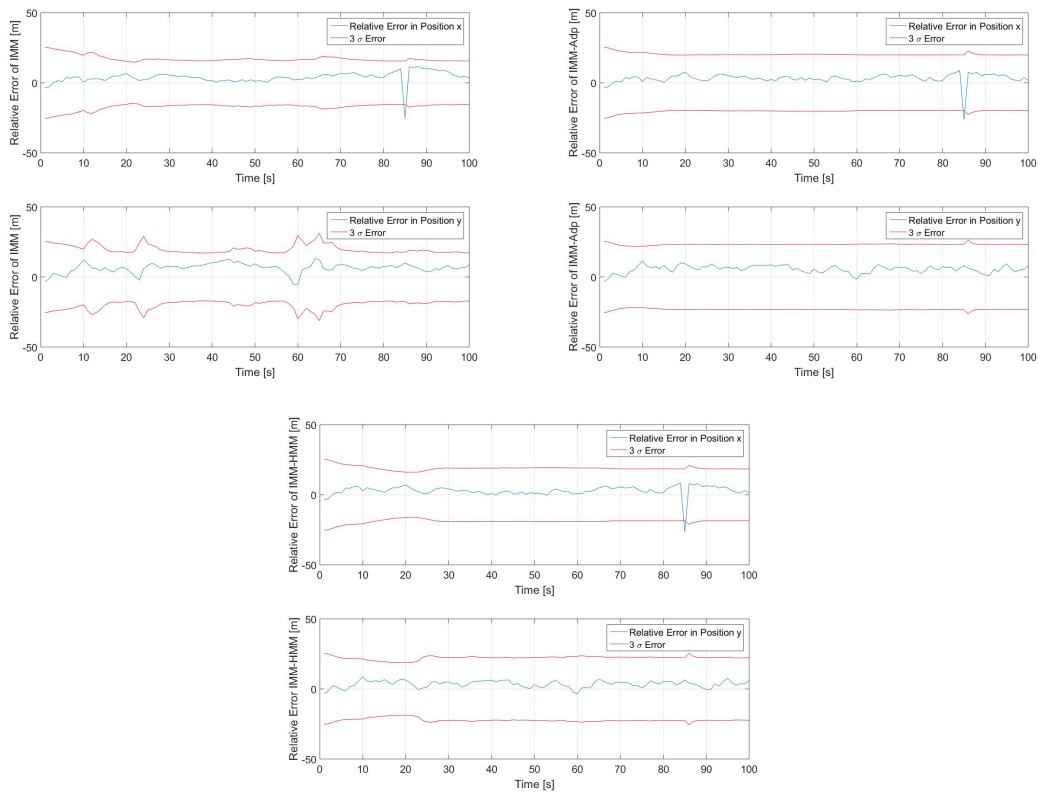 Relative Error of IMM [m]
50
0
-50
0 10 20 30 40 50 60 70 80 90 100
Time [s]
Relative Error in Position x
3 σ Error
Relative Error of IMM-Adp [m]
50
0
-50
0 10 20 30 40 50 60 70 80 90 100
Time [s]
Relative Error in Position x
3 σ Error
Relative Error of IMM [m]
50
0
-50
0 10 20 30 40 50 60 70 80 90 100
Time [s]
Relative Error in Position y
3 σ Error
Relative Error of IMM-Adp [m]
50
0
-50
0 10 20 30 40 50 60 70 80 90 100
Time [s]
Relative Error in Position y
3 σ Error
Relative Error of IMM-HMM [m]
50
0
-50
0 10 20 30 40 50 60 70 80 90 100
Time [s]
Relative Error in Position x
3 σ Error
Relative Error IMM-HMM [m]
50
0
-50
0 10 20 30 40 50 60 70 80 90 100
Time [s]
Relative Error in Position y
3 σ Error